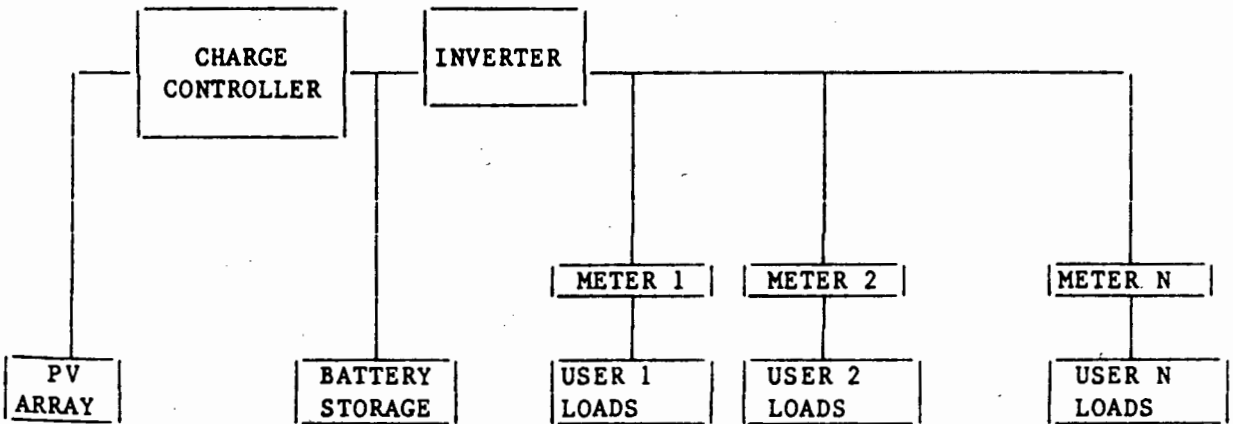 CHARGE
CONTROLLER
INVERTER
METER 1
METER 2
METER N
PV
ARRAY
BATTERY
STORAGE
USER 1
LOADS
USER 2
LOADS
USER N
LOADS